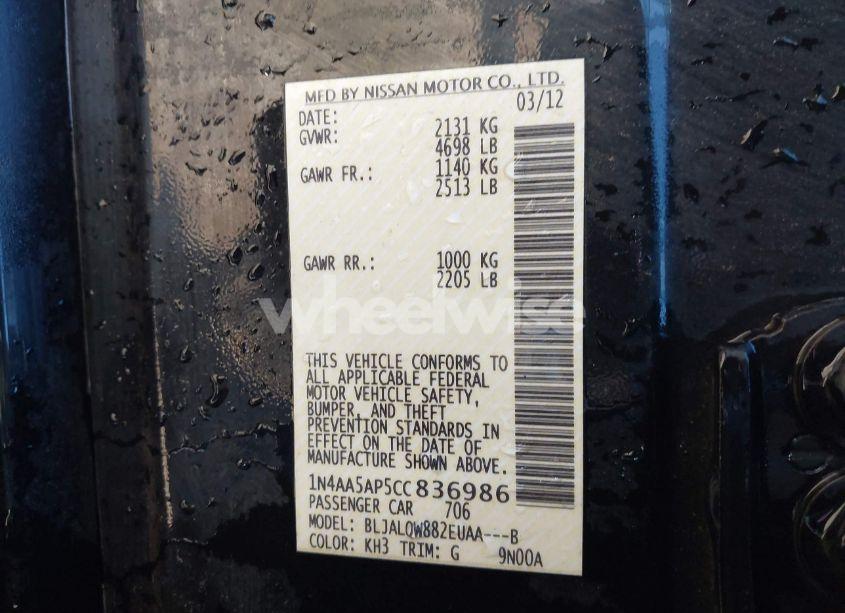 MFD BY NISSAN MOTOR CO., LTD.
DATE: 03/12
GVWR: 2131 KG
4698 LB
GAWR FR.: 1140 KG
2513 LB
GAWR RR.: 1000 KG
2205 LB
wheelwise
THIS VEHICLE CONFORMS TO
ALL APPLICABLE FEDERAL
MOTOR VEHICLE SAFETY,
BUMPER, AND THEFT
PREVENTION STANDARDS IN
EFFECT ON THE DATE OF
MANUFACTURE SHOWN ABOVE.
1N4AA5AP5CC836986
PASSENGER CAR 706
MODEL: BLJALQW882EUAA---B
COLOR: KH3 TRIM: G 9N00A